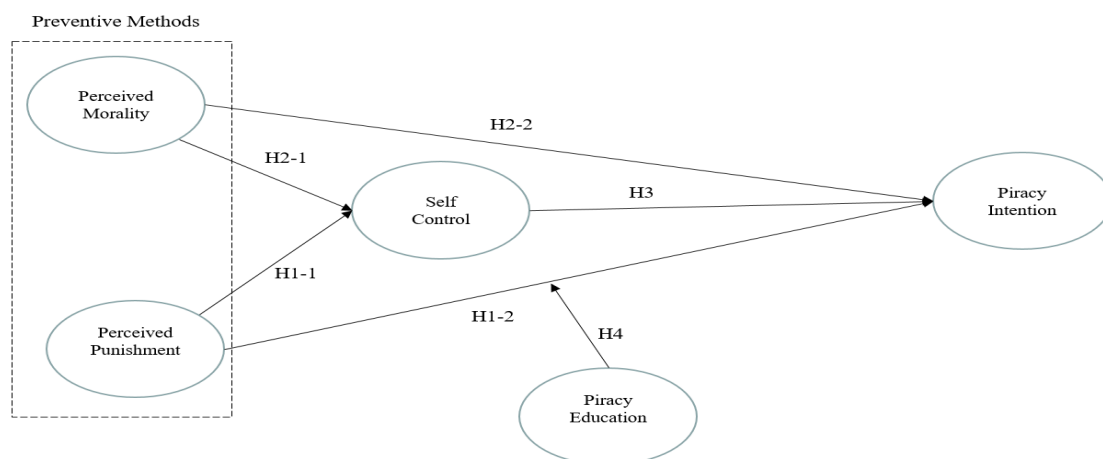 Preventive Methods
Perceived
Morality
H2-2
H2-1
Self
Control
H3
Piracy
Intention
H1-1
Perceived
Punishment
H1-2
H4
Piracy
Education